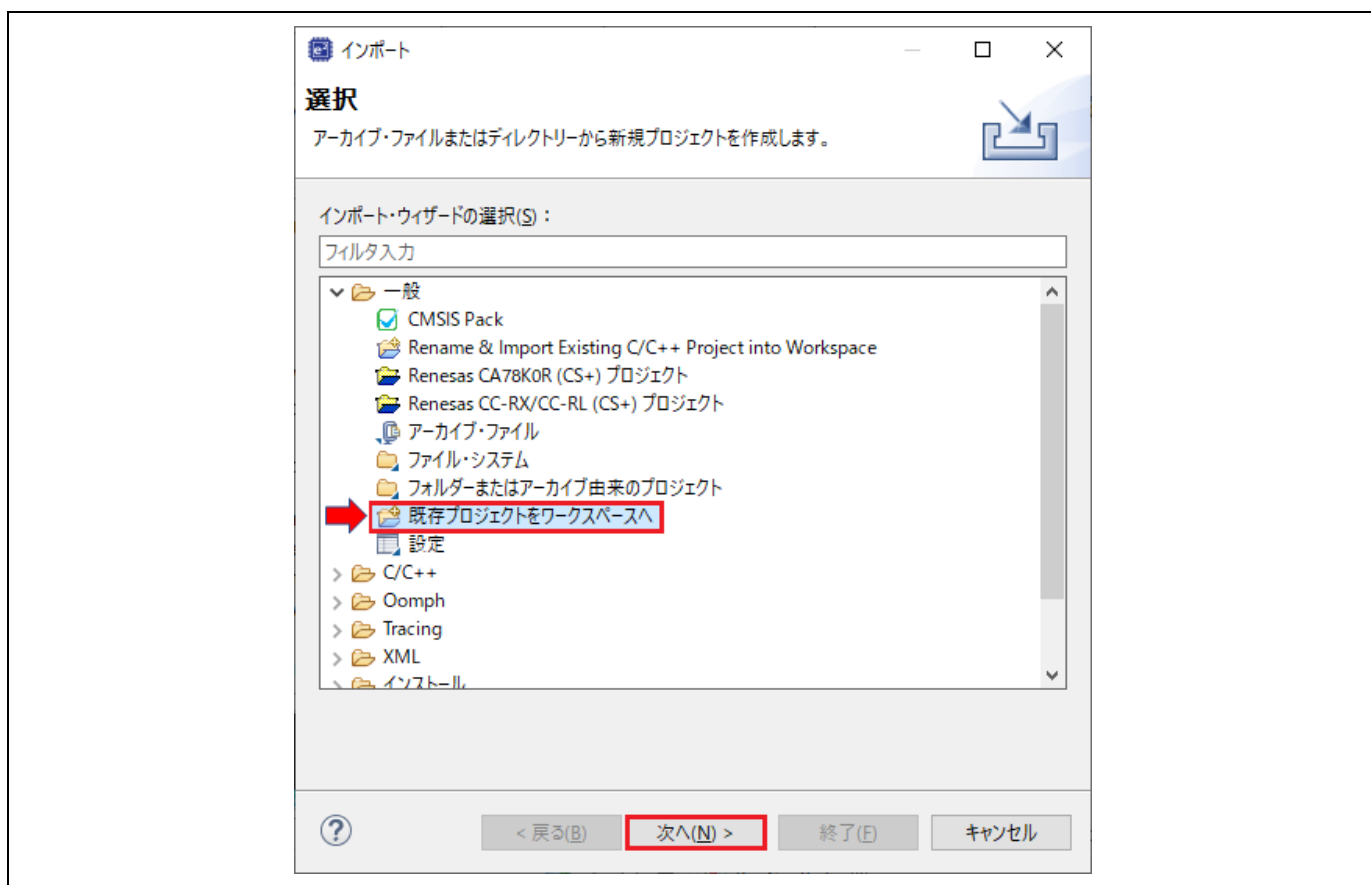 インポート
選択
アーカイブ・ファイルまたはディレクトリーから新規プロジェクトを作成します。
インポート・ウィザードの選択(S)：
フィルタ入力
一般
CMSIS Pack
Rename & Import Existing C/C++ Project into Workspace
Renesas CA78K0R (CS+) プロジェクト
Renesas CC-RX/CC-RL (CS+) プロジェクト
アーカイブ・ファイル
ファイル・システム
フォルダーまたはアーカイブ由来のプロジェクト
既存プロジェクトをワークスペースへ
設定
C/C++
Oomph
Tracing
XML
インストール
< 戻る(B) 次へ(N) > 終了(F) キャンセル